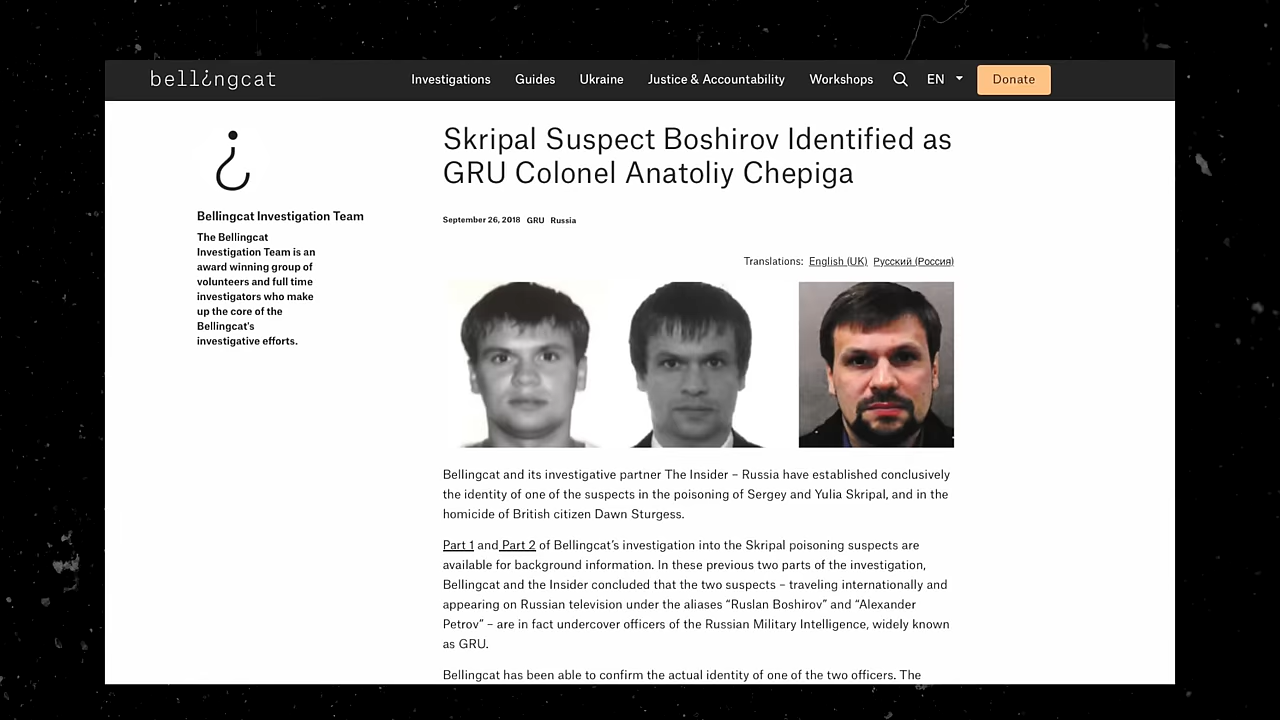 bell¿ngcat
Investigations Guides Ukraine Justice & Accountability Workshops EN Donate
Skripal Suspect Boshirov Identified as
GRU Colonel Anatoliy Chepiga
Bellingcat Investigation Team
The Bellingcat
Investigation Team is an
award winning group of
volunteers and full time
investigators who make
up the core of the
Bellingcat's
investigative efforts.
September 26, 2018 GRU Russia
Translations: English (UK) Русский (Россия)
Bellingcat and its investigative partner The Insider – Russia have established conclusively
the identity of one of the suspects in the poisoning of Sergey and Yulia Skripal, and in the
homicide of British citizen Dawn Sturgess.
Part 1 and Part 2 of Bellingcat’s investigation into the Skripal poisoning suspects are
available for background information. In these previous two parts of the investigation,
Bellingcat and the Insider concluded that the two suspects – traveling internationally and
appearing on Russian television under the aliases “Ruslan Boshirov” and “Alexander
Petrov” – are in fact undercover officers of the Russian Military Intelligence, widely known
as GRU.
Bellingcat has been able to confirm the actual identity of one of the two officers. The